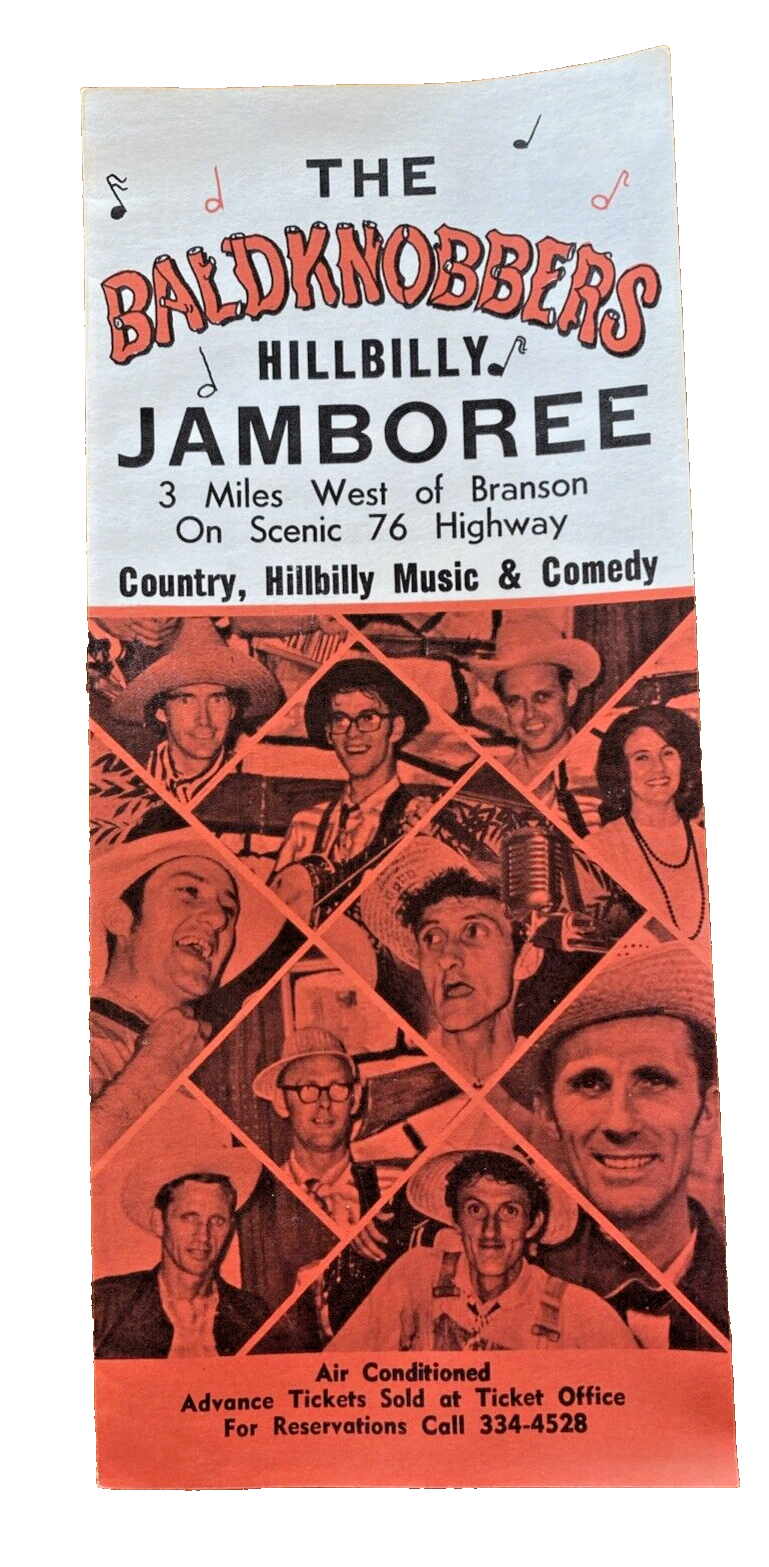 THE
BALDKNOBBERS
HILLBILLY
JAMBOREE
3 Miles West of Branson
On Scenic 76 Highway
Country, Hillbilly Music & Comedy
Air Conditioned
Advance Tickets Sold at Ticket Office
For Reservations Call 334-4528